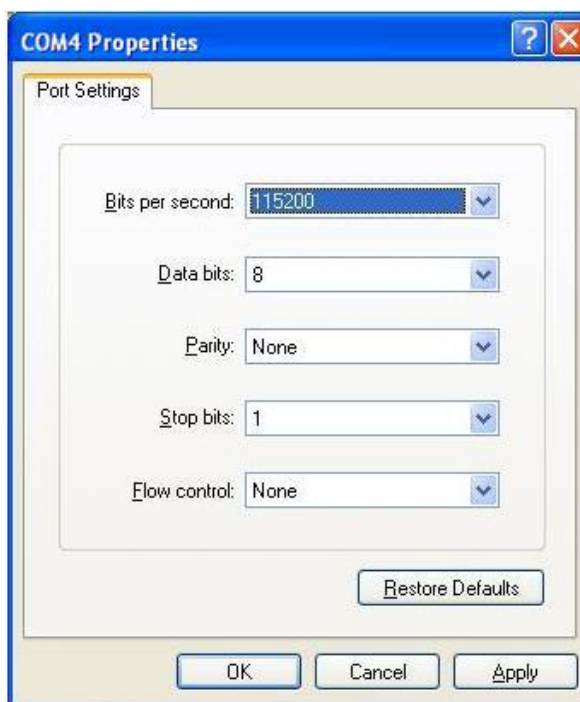 COM4 Properties
Port Settings
Bits per second: 115200
Data bits: 8
Parity: None
Stop bits: 1
Flow control: None
Restore Defaults
OK Cancel Apply